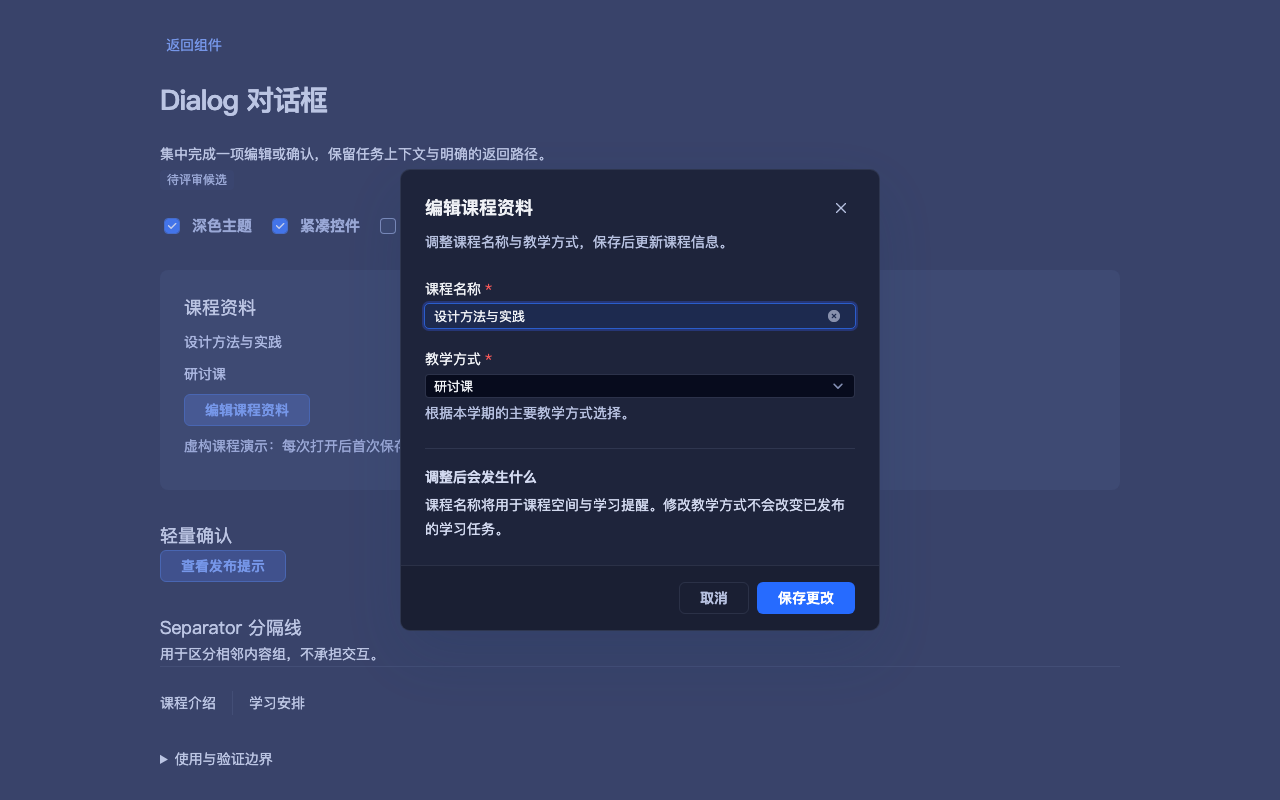 返回组件
Dialog 对话框
集中完成一项编辑或确认，保留任务上下文与明确的返回路径。
待评审候选
深色主题
紧凑控件
课程资料
设计方法与实践
研讨课
编辑课程资料
虚构课程演示：每次打开后首次保存
轻量确认
查看发布提示
Separator 分隔线
用于区分相邻内容组，不承担交互。
课程介绍
学习安排
使用与验证边界
编辑课程资料
调整课程名称与教学方式，保存后更新课程信息。
课程名称 *
设计方法与实践
教学方式 *
研讨课
根据本学期的主要教学方式选择。
调整后会发生什么
课程名称将用于课程空间与学习提醒。修改教学方式不会改变已发布
的学习任务。
取消
保存更改